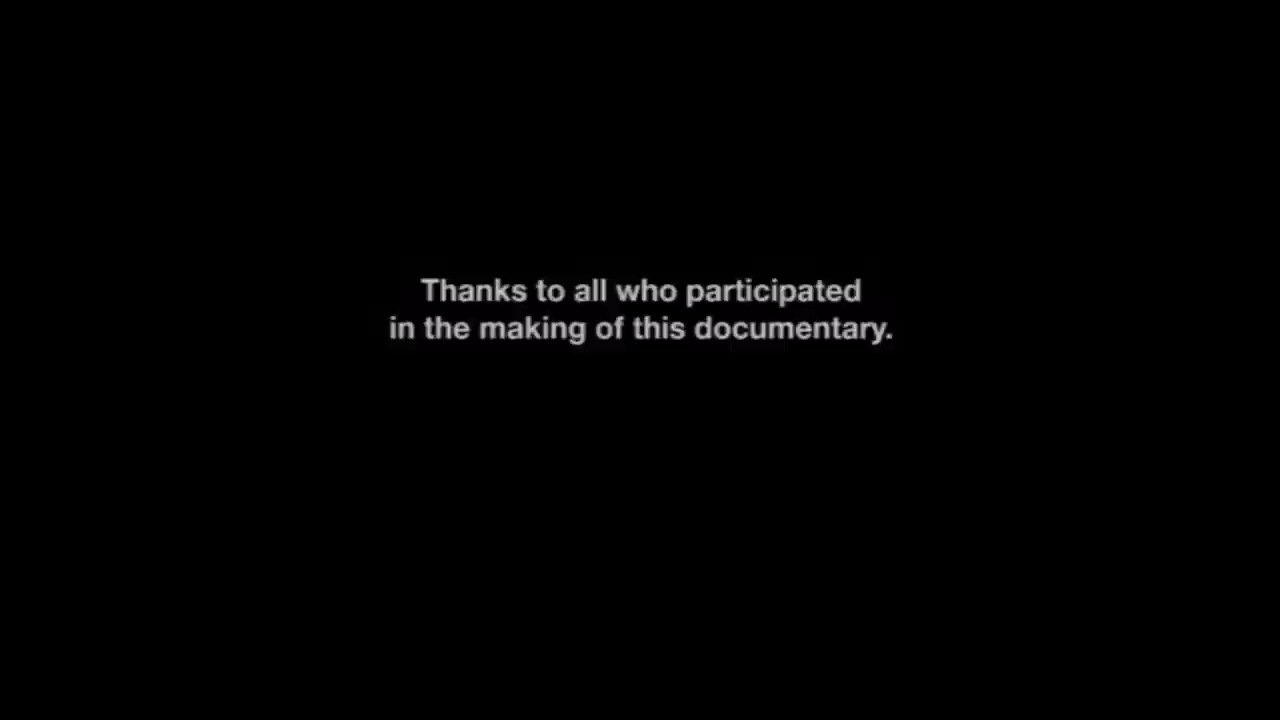 Thanks to all who participated
in the making of this documentary.